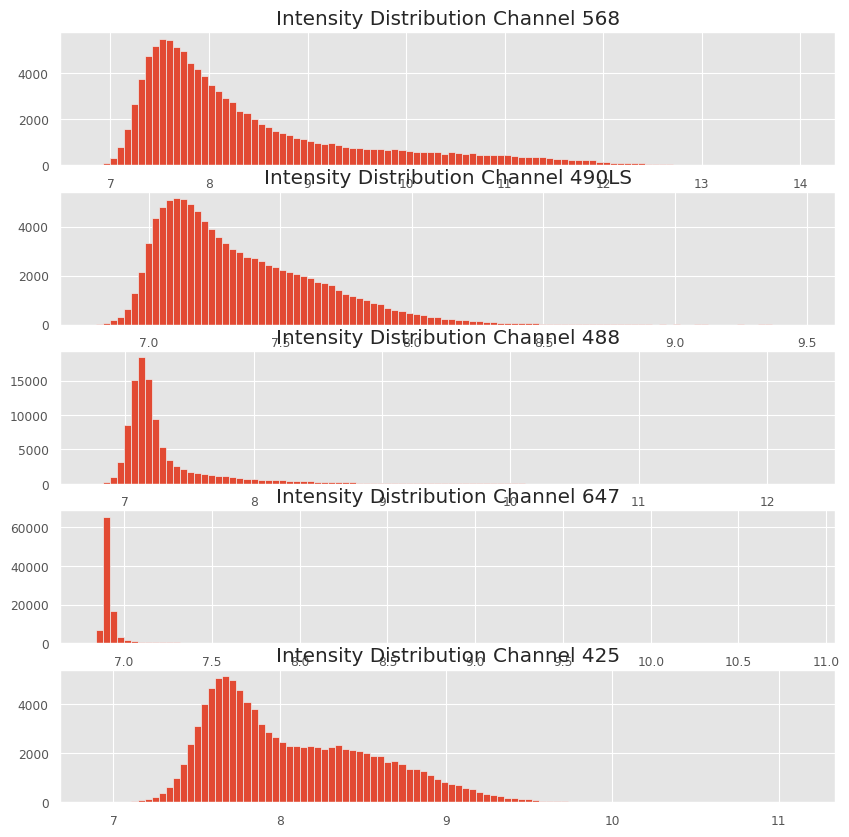 Intensity Distribution Channel 568
4000
2000
0
7 8 9 10 11 12 13 14
Intensity Distribution Channel 490LS
4000
2000
0
7.0 7.5 8.0 8.5 9.0 9.5
Intensity Distribution Channel 488
15000
10000
5000
0
7 8 9 10 11 12
Intensity Distribution Channel 647
60000
40000
20000
0
7.0 7.5 8.0 8.5 9.0 9.5 10.0 10.5 11.0
Intensity Distribution Channel 425
4000
2000
0
7 8 9 10 11